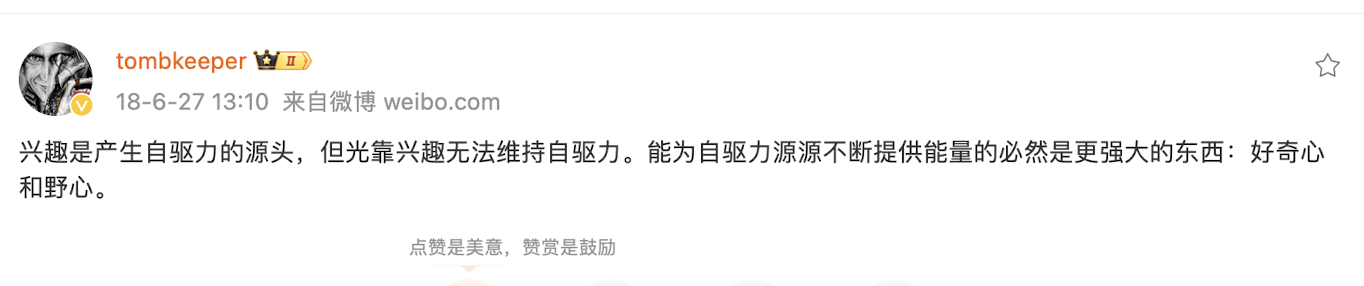 tombkeeper II
18-6-27 13:10 来自微博 weibo.com
兴趣是产生自驱力的源头，但光靠兴趣无法维持自驱力。能为自驱力源源不断提供能量的必然是更强大的东西：好奇心
和野心。
点赞是美意，赞赏是鼓励